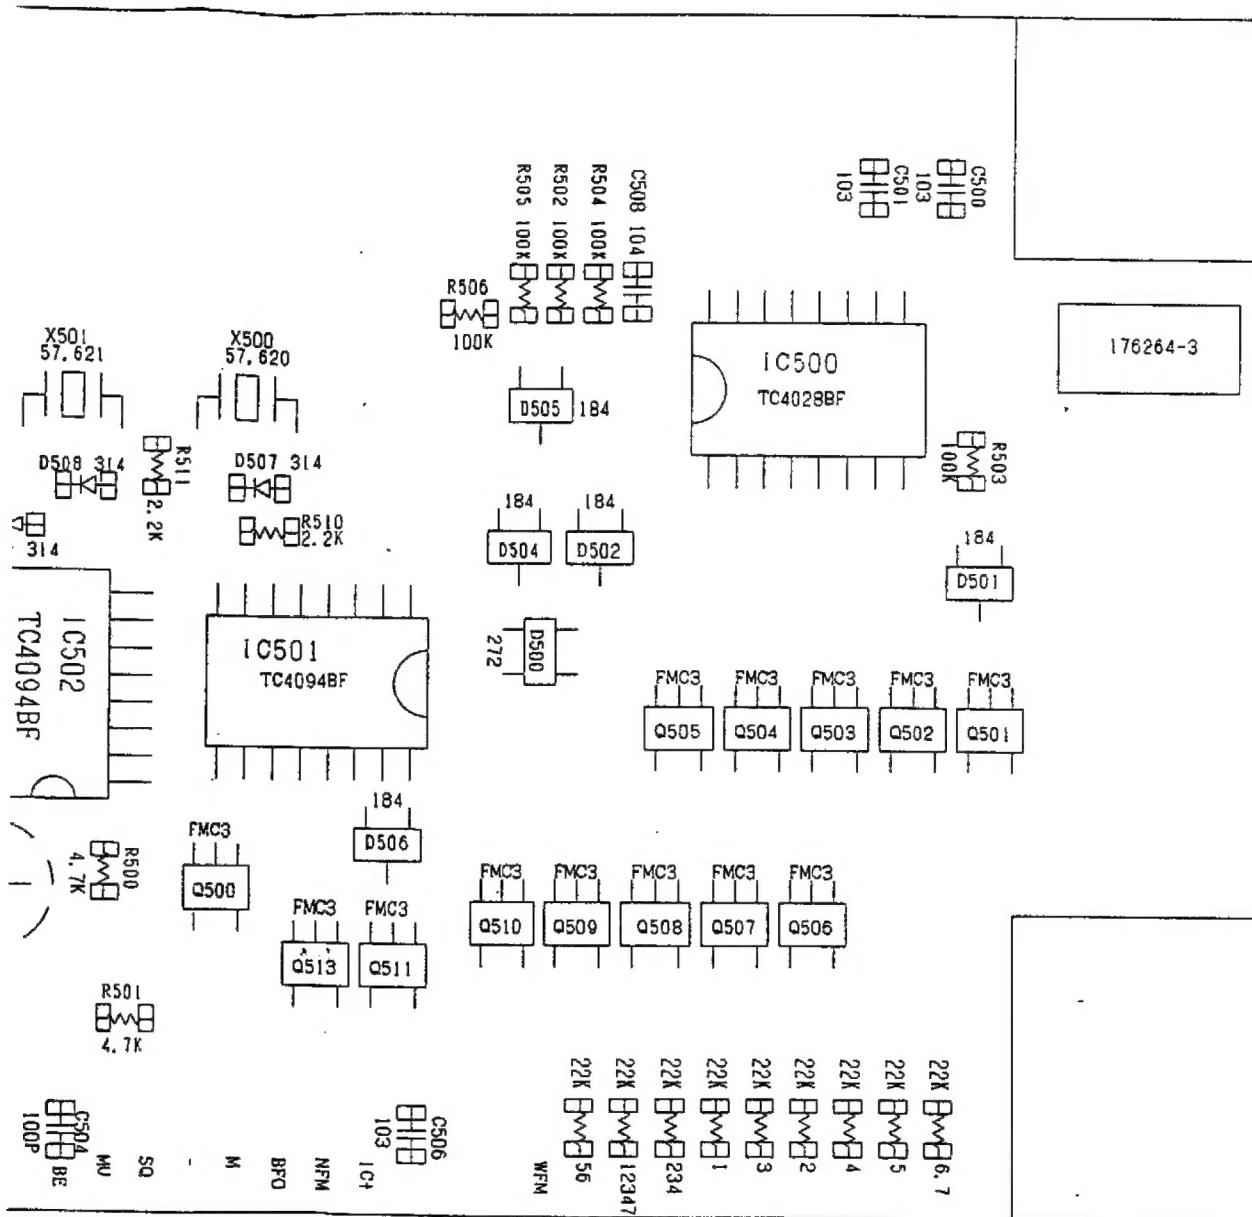 R505 100K
R502 100K
R504 100K
C508 104
C501
103
C500
103
R506
100K
X501
57.621
X500
57.620
IC500
TC4028BF
176264-3
D505 184
D508 314
R511
2.2K
D507 314
R510
2.2K
R503
100K
314
184
D504
184
D502
184
D501
IC502
TC4094BF
IC501
TC4094BF
D500
272
FMC3
Q505
FMC3
Q504
FMC3
Q503
FMC3
Q502
FMC3
Q501
184
D506
R500
4.7K
FMC3
Q500
FMC3
Q513
FMC3
Q511
FMC3
Q510
FMC3
Q509
FMC3
Q508
FMC3
Q507
FMC3
Q506
R501
4.7K
22K
22K
22K
22K
22K
22K
22K
22K
22K
C504
100P
C506
103
BE
MU
SQ
-
M
BFO
NFM
IC+
WFM
56
12347
234
1
3
2
4
5
6.7